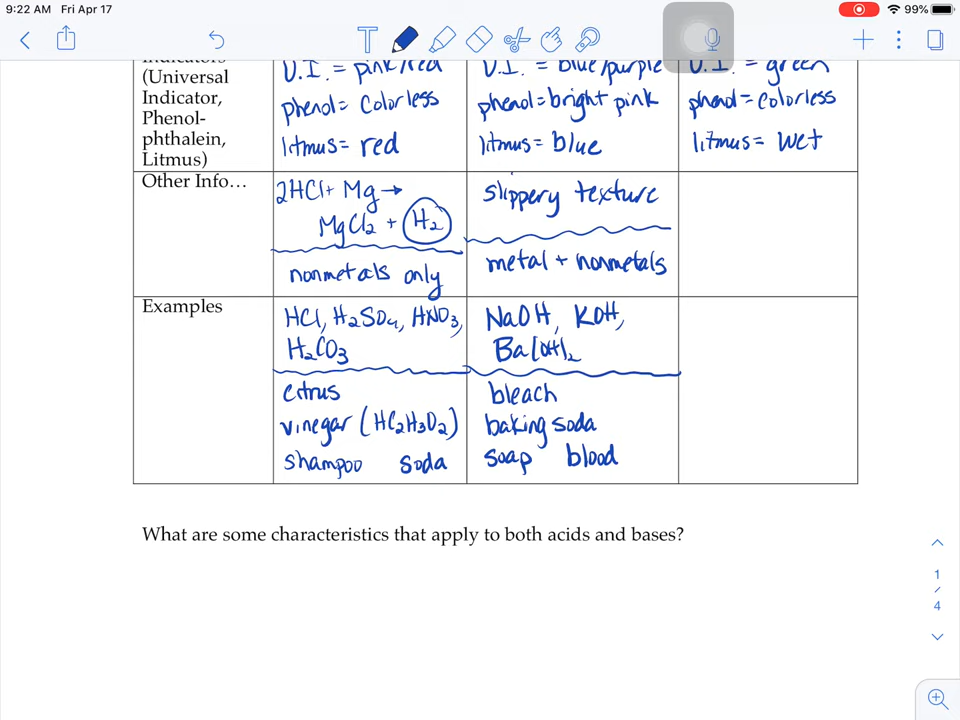 9:22 AM Fri Apr 17 99%
T
Indicators
(Universal
Indicator,
Phenol-
phthalein,
Litmus)
U.I. = pink/red
phenol= colorless
litmus= red
U.I. = blue/purple
phenol=bright pink
litmus= blue
U.I. = green
phenol=colorless
litmus= wet
Other Info...
2HCl+ Mg →
MgCl2 + H2
nonmetals only
slippery texture
metal + nonmetals
Examples
HCl, H2SO4, HNO3,
H2CO3
citrus
vinegar (HC2H3O2)
shampoo soda
NaOH, KOH,
Ba(OH)2
bleach
baking soda
soap blood
What are some characteristics that apply to both acids and bases?
1
/
4